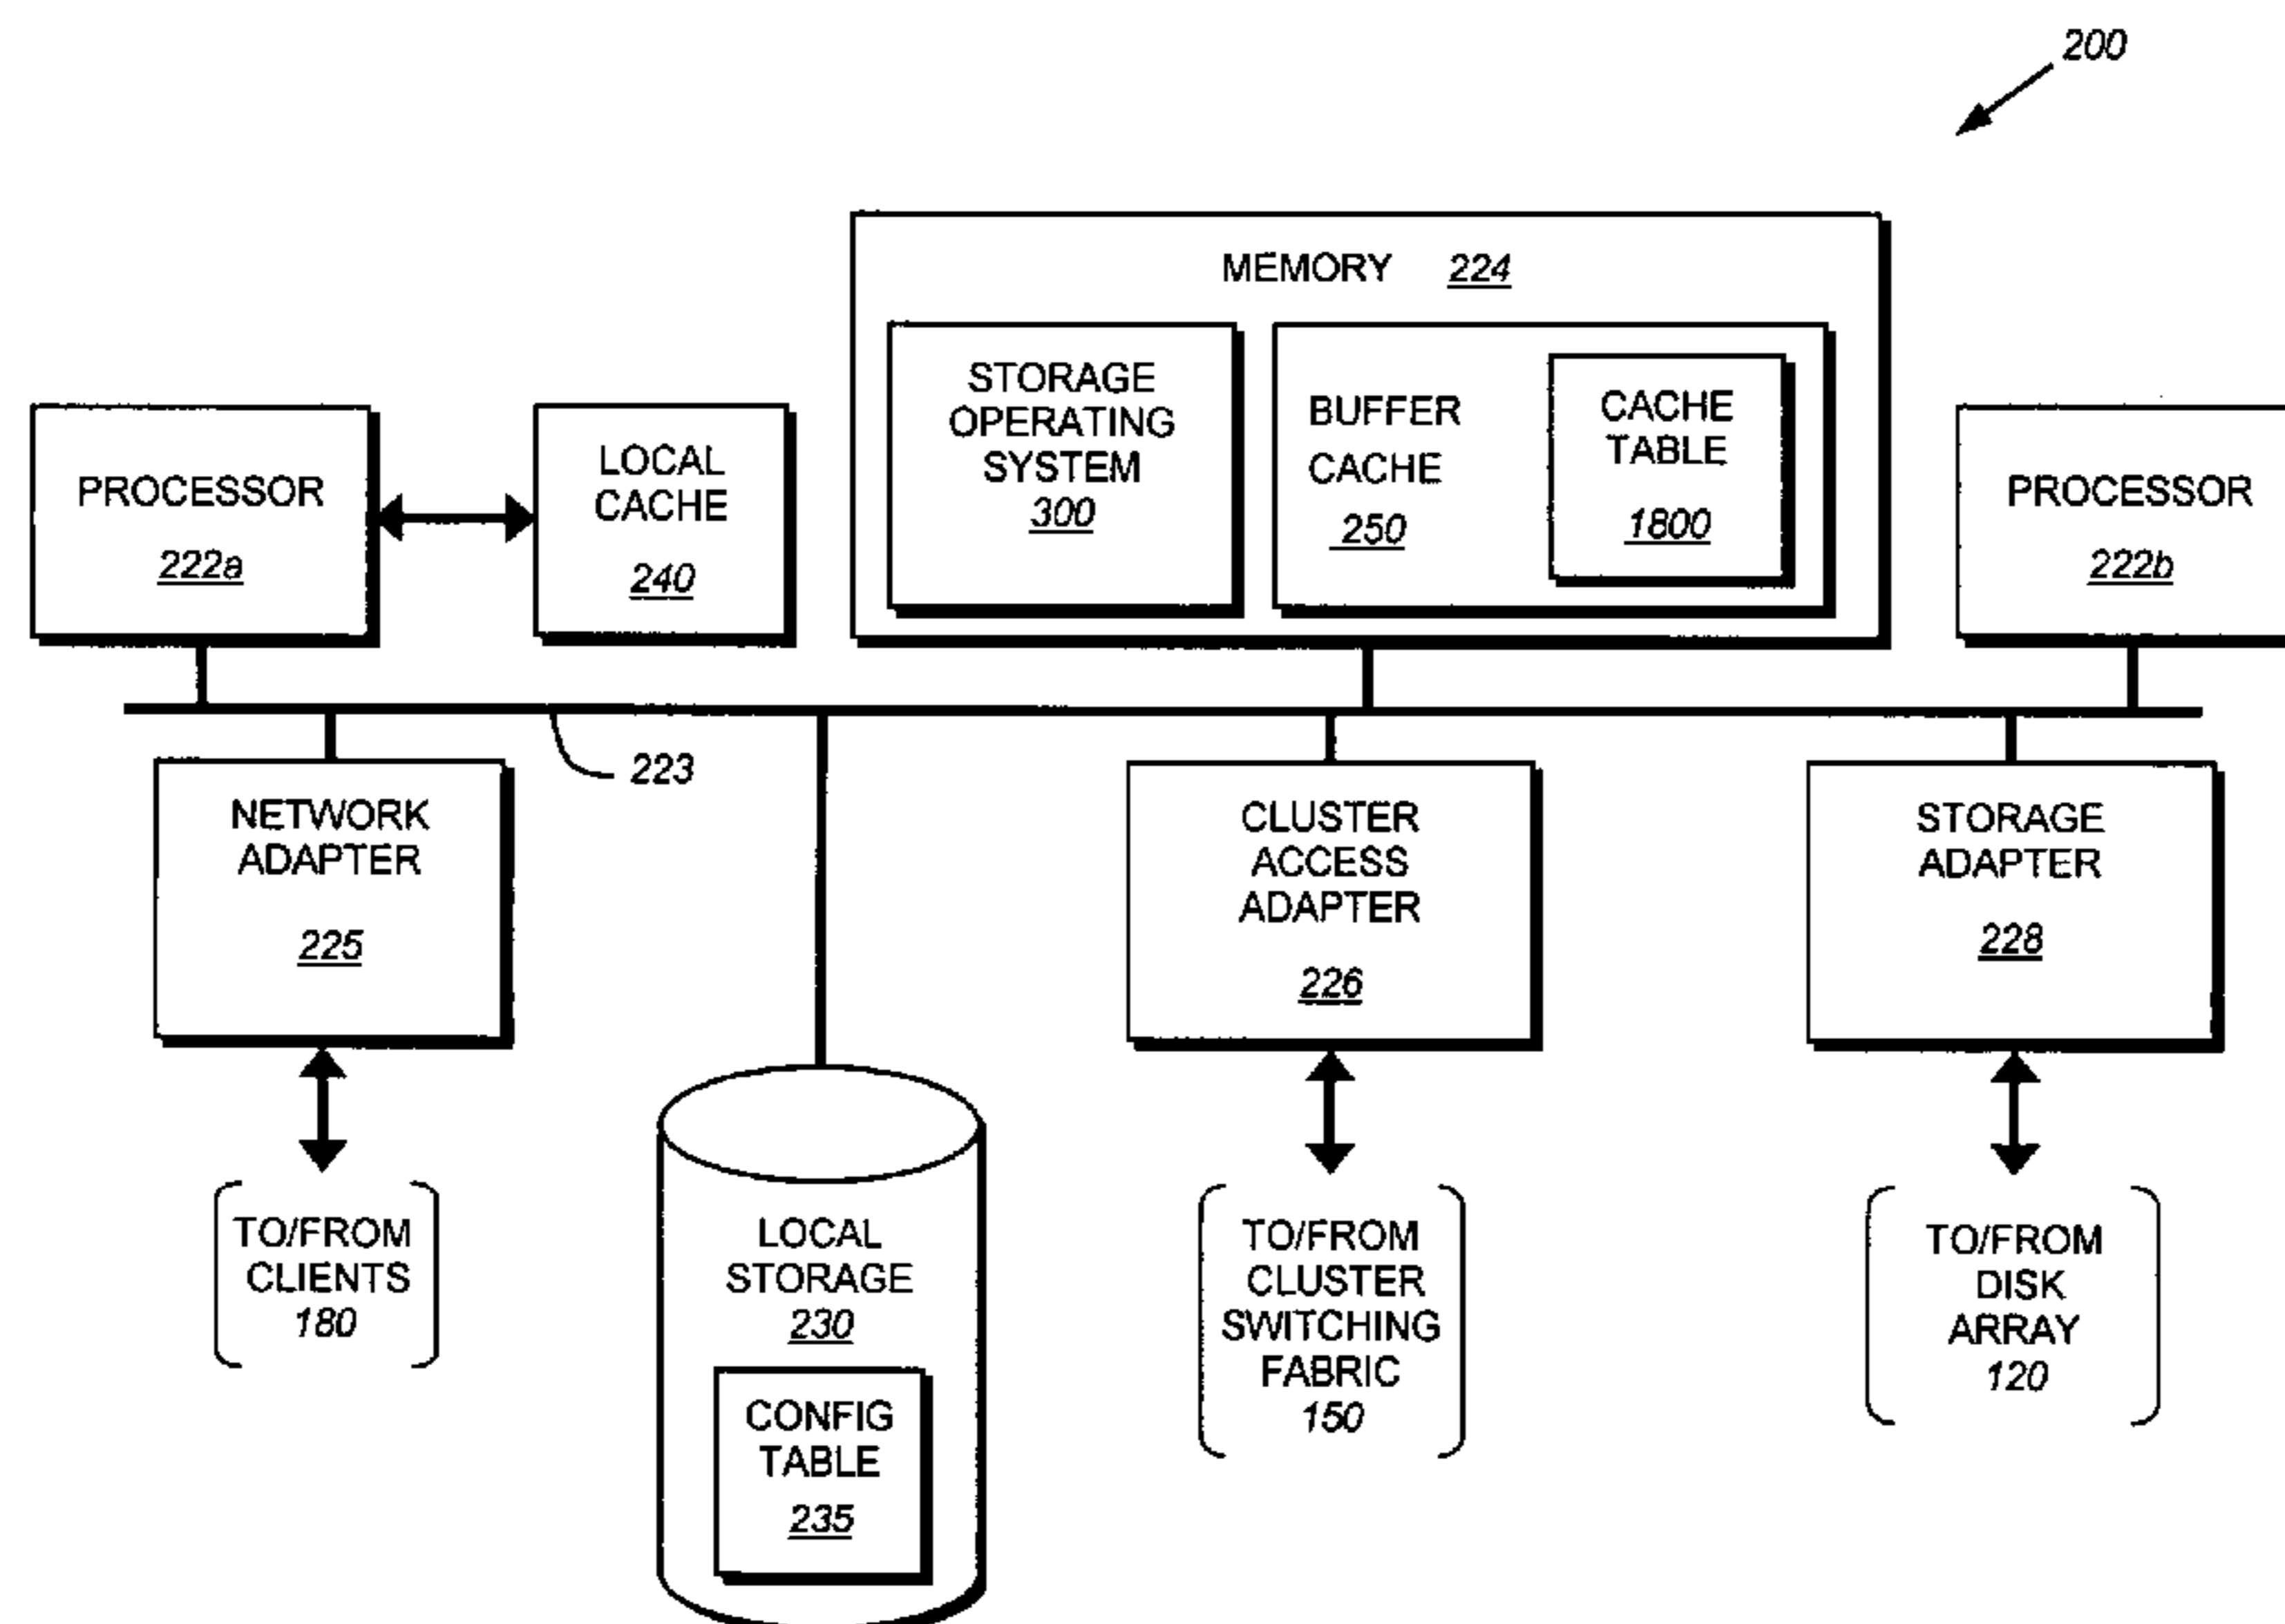 200
MEMORY 224
STORAGE
OPERATING
SYSTEM
300
BUFFER
CACHE
250
CACHE
TABLE
1800
PROCESSOR
222a
LOCAL
CACHE
240
PROCESSOR
222b
223
NETWORK
ADAPTER
225
CLUSTER
ACCESS
ADAPTER
226
STORAGE
ADAPTER
228
TO/FROM
CLIENTS
180
LOCAL
STORAGE
230
CONFIG
TABLE
235
TO/FROM
CLUSTER
SWITCHING
FABRIC
150
TO/FROM
DISK
ARRAY
120